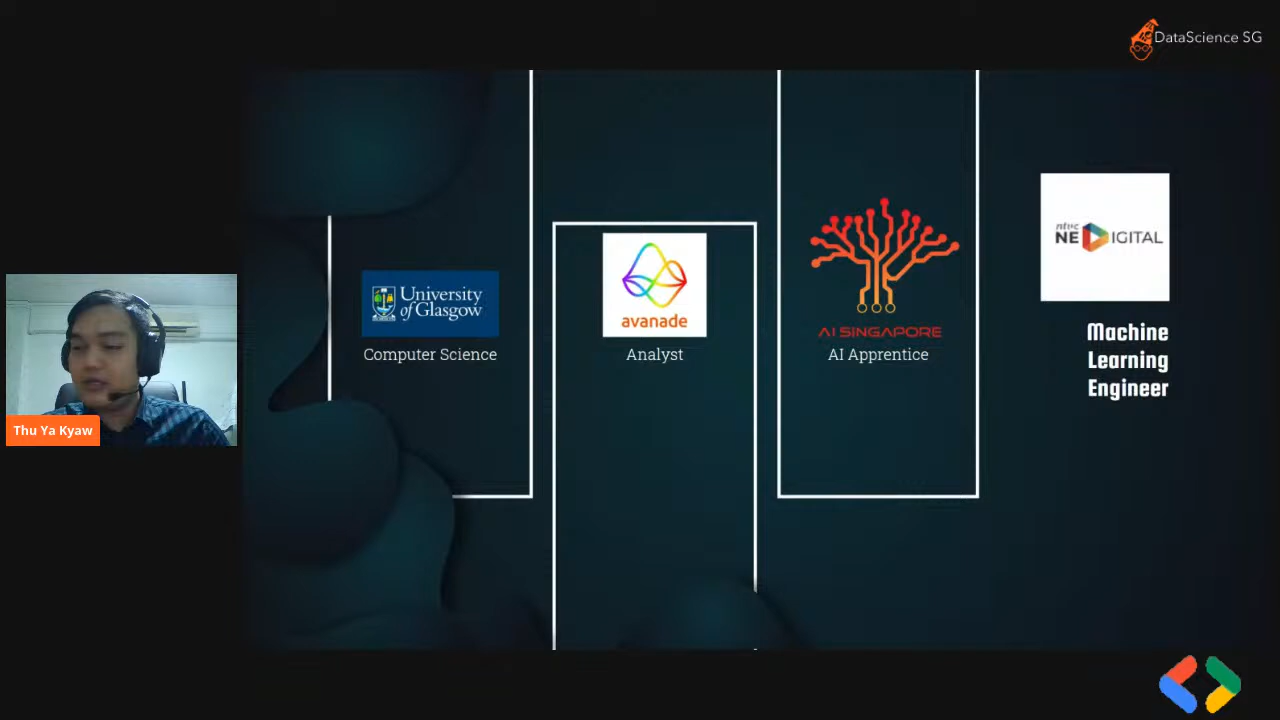 DataScience SG
University
of Glasgow
Computer Science
avanade
Analyst
AI SINGAPORE
AI Apprentice
ntuc
NE DIGITAL
Machine
Learning
Engineer
Thu Ya Kyaw